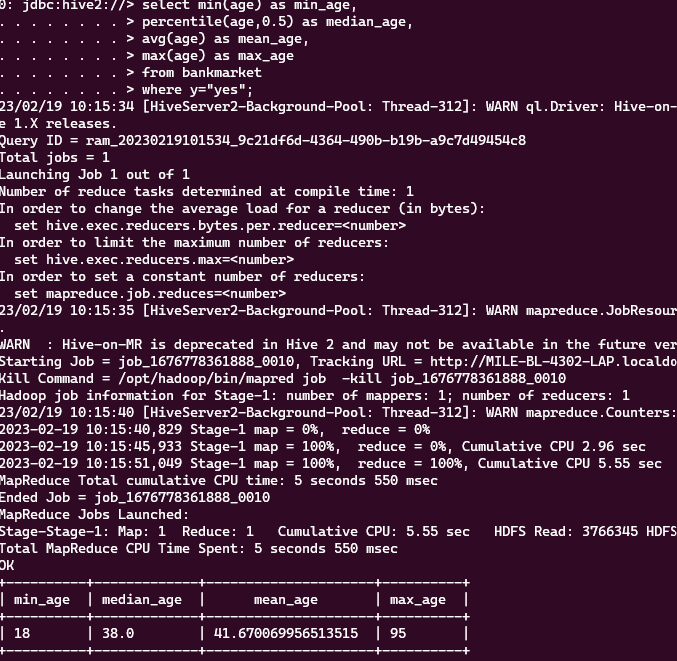 0: jdbc:hive2://> select min(age) as min_age,
. . . . . . . . > percentile(age,0.5) as median_age,
. . . . . . . . > avg(age) as mean_age,
. . . . . . . . > max(age) as max_age
. . . . . . . . > from bankmarket
. . . . . . . . > where y="yes";
23/02/19 10:15:34 [HiveServer2-Background-Pool: Thread-312]: WARN ql.Driver: Hive-on-
e 1.X releases.
Query ID = ram_20230219101534_9c21df6d-4364-490b-b19b-a9c7d49454c8
Total jobs = 1
Launching Job 1 out of 1
Number of reduce tasks determined at compile time: 1
In order to change the average load for a reducer (in bytes):
  set hive.exec.reducers.bytes.per.reducer=<number>
In order to limit the maximum number of reducers:
  set hive.exec.reducers.max=<number>
In order to set a constant number of reducers:
  set mapreduce.job.reduces=<number>
23/02/19 10:15:35 [HiveServer2-Background-Pool: Thread-312]: WARN mapreduce.JobResour
.
WARN  : Hive-on-MR is deprecated in Hive 2 and may not be available in the future ver
Starting Job = job_1676778361888_0010, Tracking URL = http://MILE-BL-4302-LAP.localdo
Kill Command = /opt/hadoop/bin/mapred job  -kill job_1676778361888_0010
Hadoop job information for Stage-1: number of mappers: 1; number of reducers: 1
23/02/19 10:15:40 [HiveServer2-Background-Pool: Thread-312]: WARN mapreduce.Counters:
2023-02-19 10:15:40,829 Stage-1 map = 0%,  reduce = 0%
2023-02-19 10:15:45,933 Stage-1 map = 100%,  reduce = 0%, Cumulative CPU 2.96 sec
2023-02-19 10:15:51,049 Stage-1 map = 100%,  reduce = 100%, Cumulative CPU 5.55 sec
MapReduce Total cumulative CPU time: 5 seconds 550 msec
Ended Job = job_1676778361888_0010
MapReduce Jobs Launched:
Stage-Stage-1: Map: 1  Reduce: 1   Cumulative CPU: 5.55 sec   HDFS Read: 3766345 HDFS
Total MapReduce CPU Time Spent: 5 seconds 550 msec
OK
+----------+-------------+---------------------+----------+
| min_age  | median_age  |      mean_age       | max_age  |
+----------+-------------+---------------------+----------+
| 18       | 38.0        | 41.670069956513515  | 95       |
+----------+-------------+---------------------+----------+